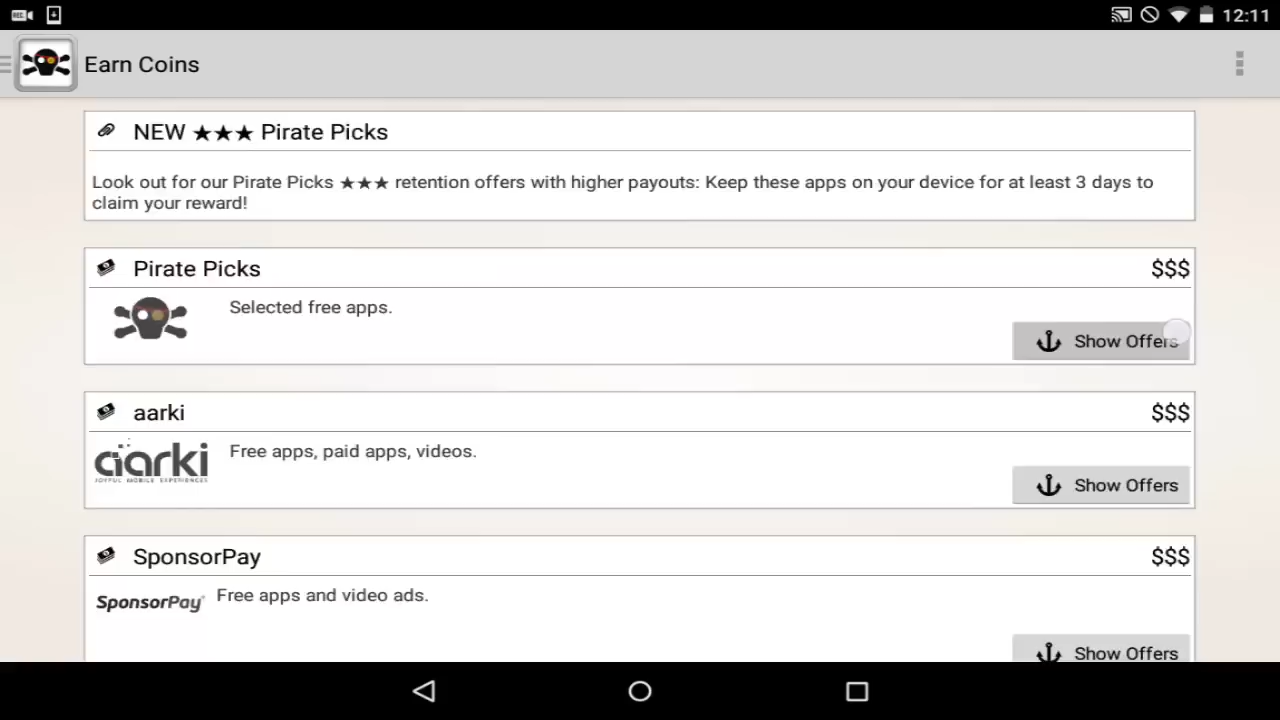 12:11
Earn Coins
NEW ★★★ Pirate Picks
Look out for our Pirate Picks ★★★ retention offers with higher payouts: Keep these apps on your device for at least 3 days to
claim your reward!
Pirate Picks $$$
Selected free apps.
Show Offers
aarki $$$
aarki
JOYFUL MOBILE EXPERIENCES
Free apps, paid apps, videos.
Show Offers
SponsorPay $$$
SponsorPay
Free apps and video ads.
Show Offers